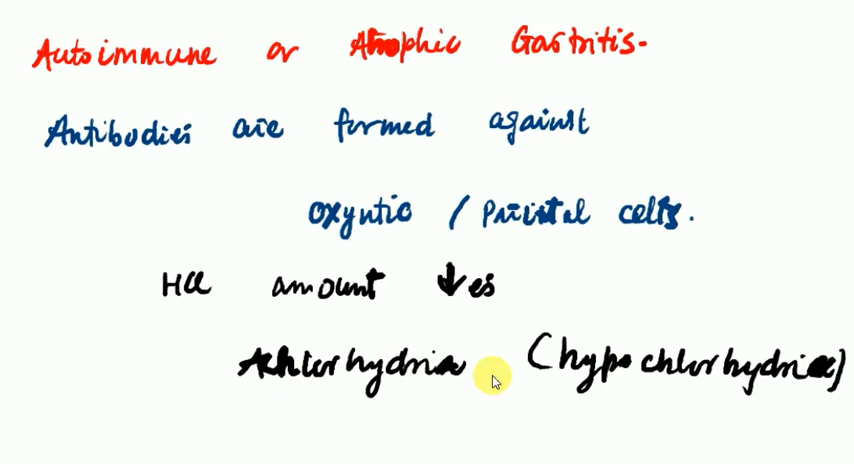 Autoimmune or Atrophic Gastritis.
Antibodies are formed against
oxyntic / Parietal cells.
HCl amount ↓es
Achlorhydria (hypochlorhydria)